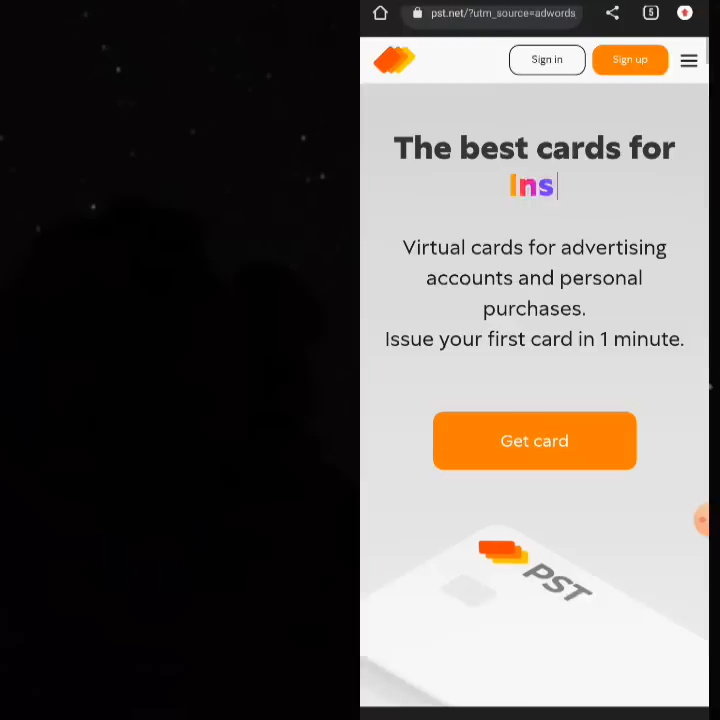 pst.net/?utm_source=adwords
5
Sign in
Sign up
The best cards for
Ins
Virtual cards for advertising
accounts and personal
purchases.
Issue your first card in 1 minute.
Get card
PST